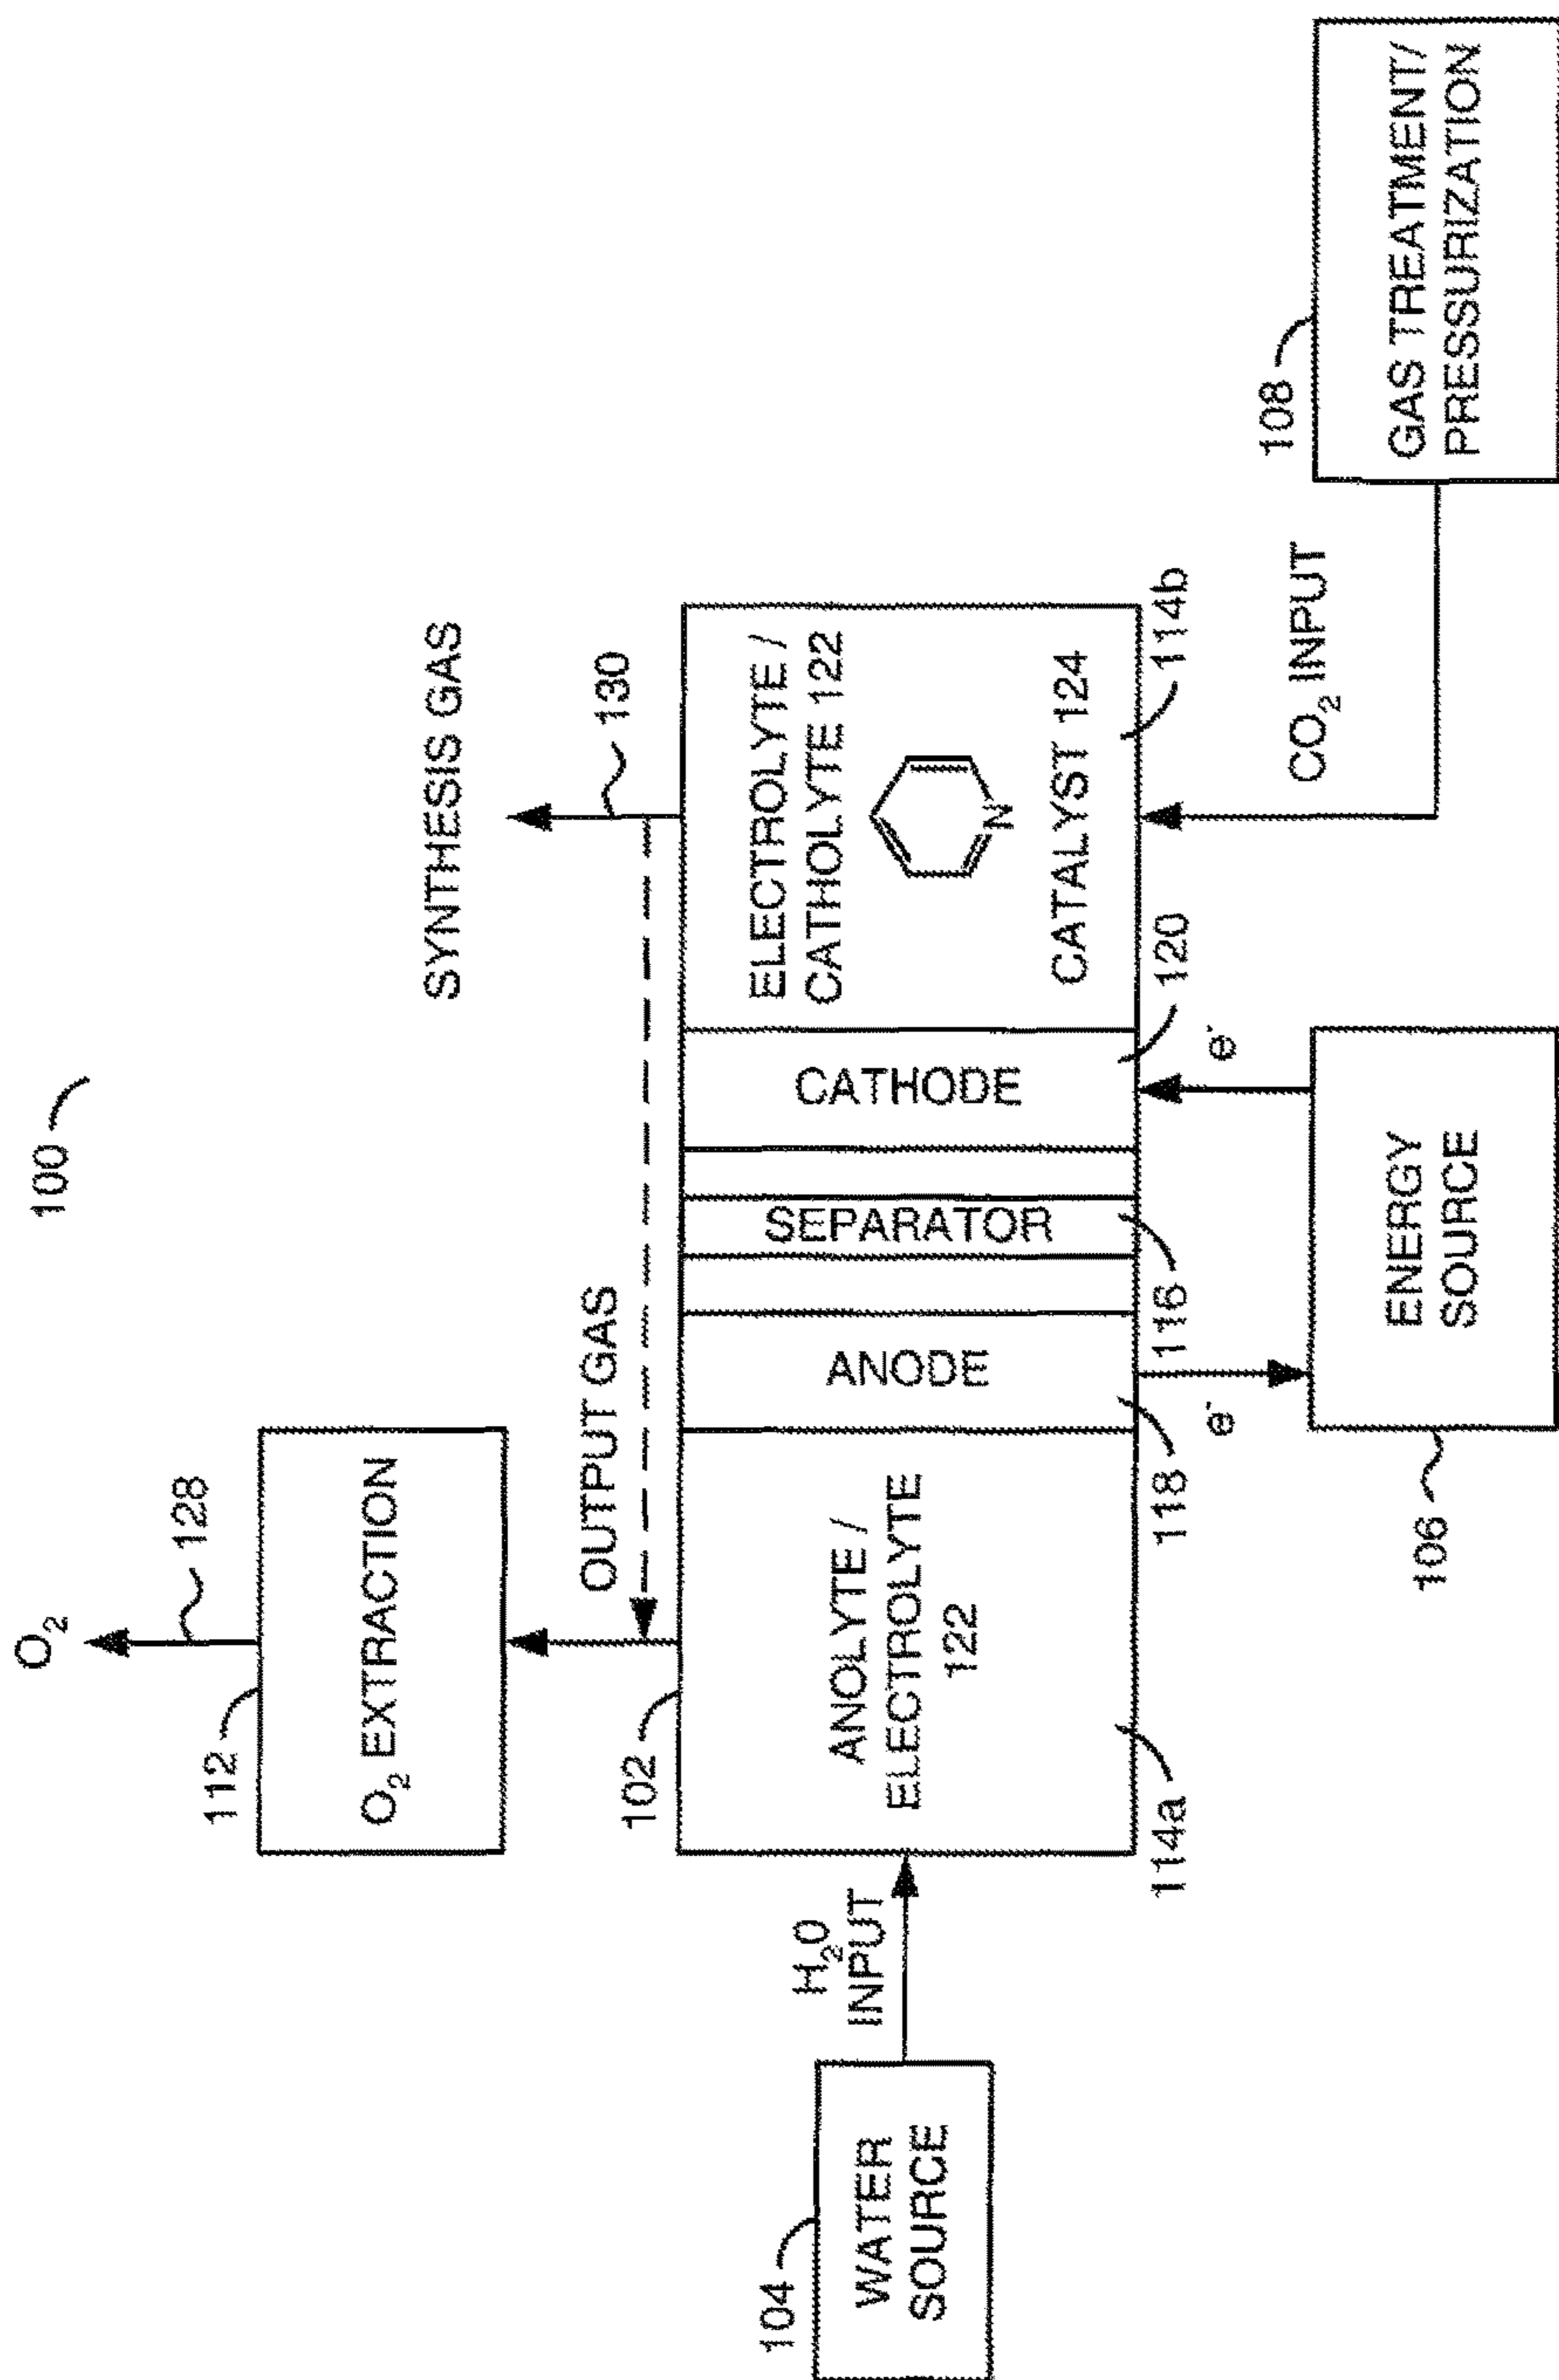 100
O2
128
112
O2 EXTRACTION
SYNTHESIS GAS
130
OUTPUT GAS
102
H20
INPUT
104
WATER
SOURCE
ANOLYTE /
ELECTROLYTE
122
ANODE
SEPARATOR
CATHODE
ELECTROLYTE /
CATHOLYTE 122
N
CATALYST 124
114a
118
116
120
114b
e-
e-
106
ENERGY
SOURCE
CO2 INPUT
108
GAS TREATMENT/
PRESSURIZATION